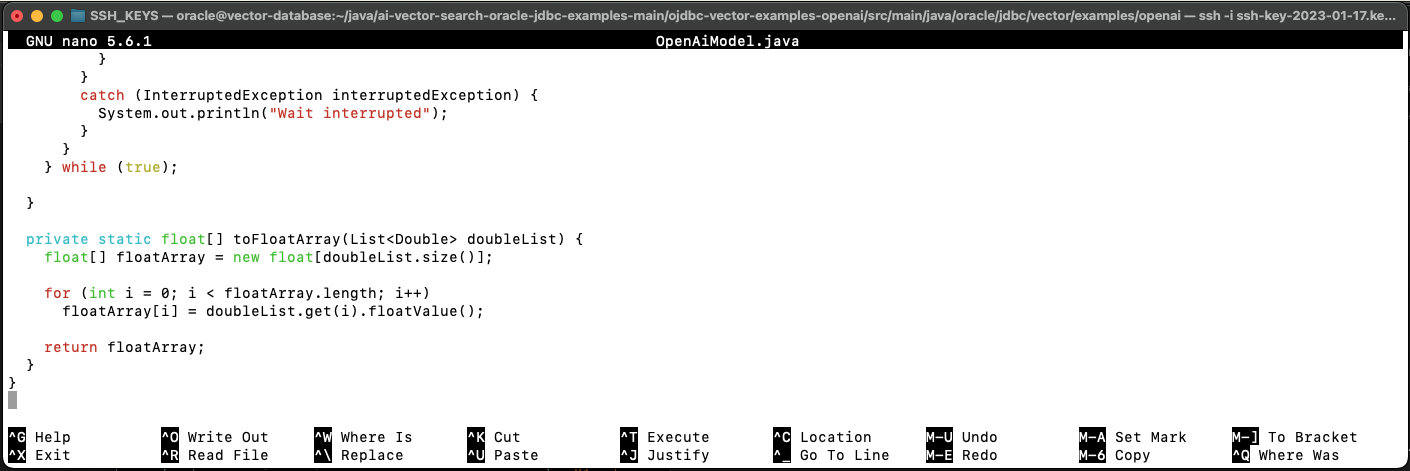 SSH_KEYS — oracle@vector-database:~/java/ai-vector-search-oracle-jdbc-examples-main/ojdbc-vector-examples-openai/src/main/java/oracle/jdbc/vector/examples/openai — ssh -i ssh-key-2023-01-17.ke...
GNU nano 5.6.1 OpenAiModel.java
          }
        }
        catch (InterruptedException interruptedException) {
          System.out.println("Wait interrupted");
        }
      }
    } while (true);
  }
  private static float[] toFloatArray(List<Double> doubleList) {
    float[] floatArray = new float[doubleList.size()];
    for (int i = 0; i < floatArray.length; i++)
      floatArray[i] = doubleList.get(i).floatValue();
    return floatArray;
  }
}
^G Help ^O Write Out ^W Where Is ^K Cut ^T Execute ^C Location M-U Undo M-A Set Mark M-] To Bracket
^X Exit ^R Read File ^\ Replace ^U Paste ^J Justify ^_ Go To Line M-E Redo M-6 Copy ^Q Where Was